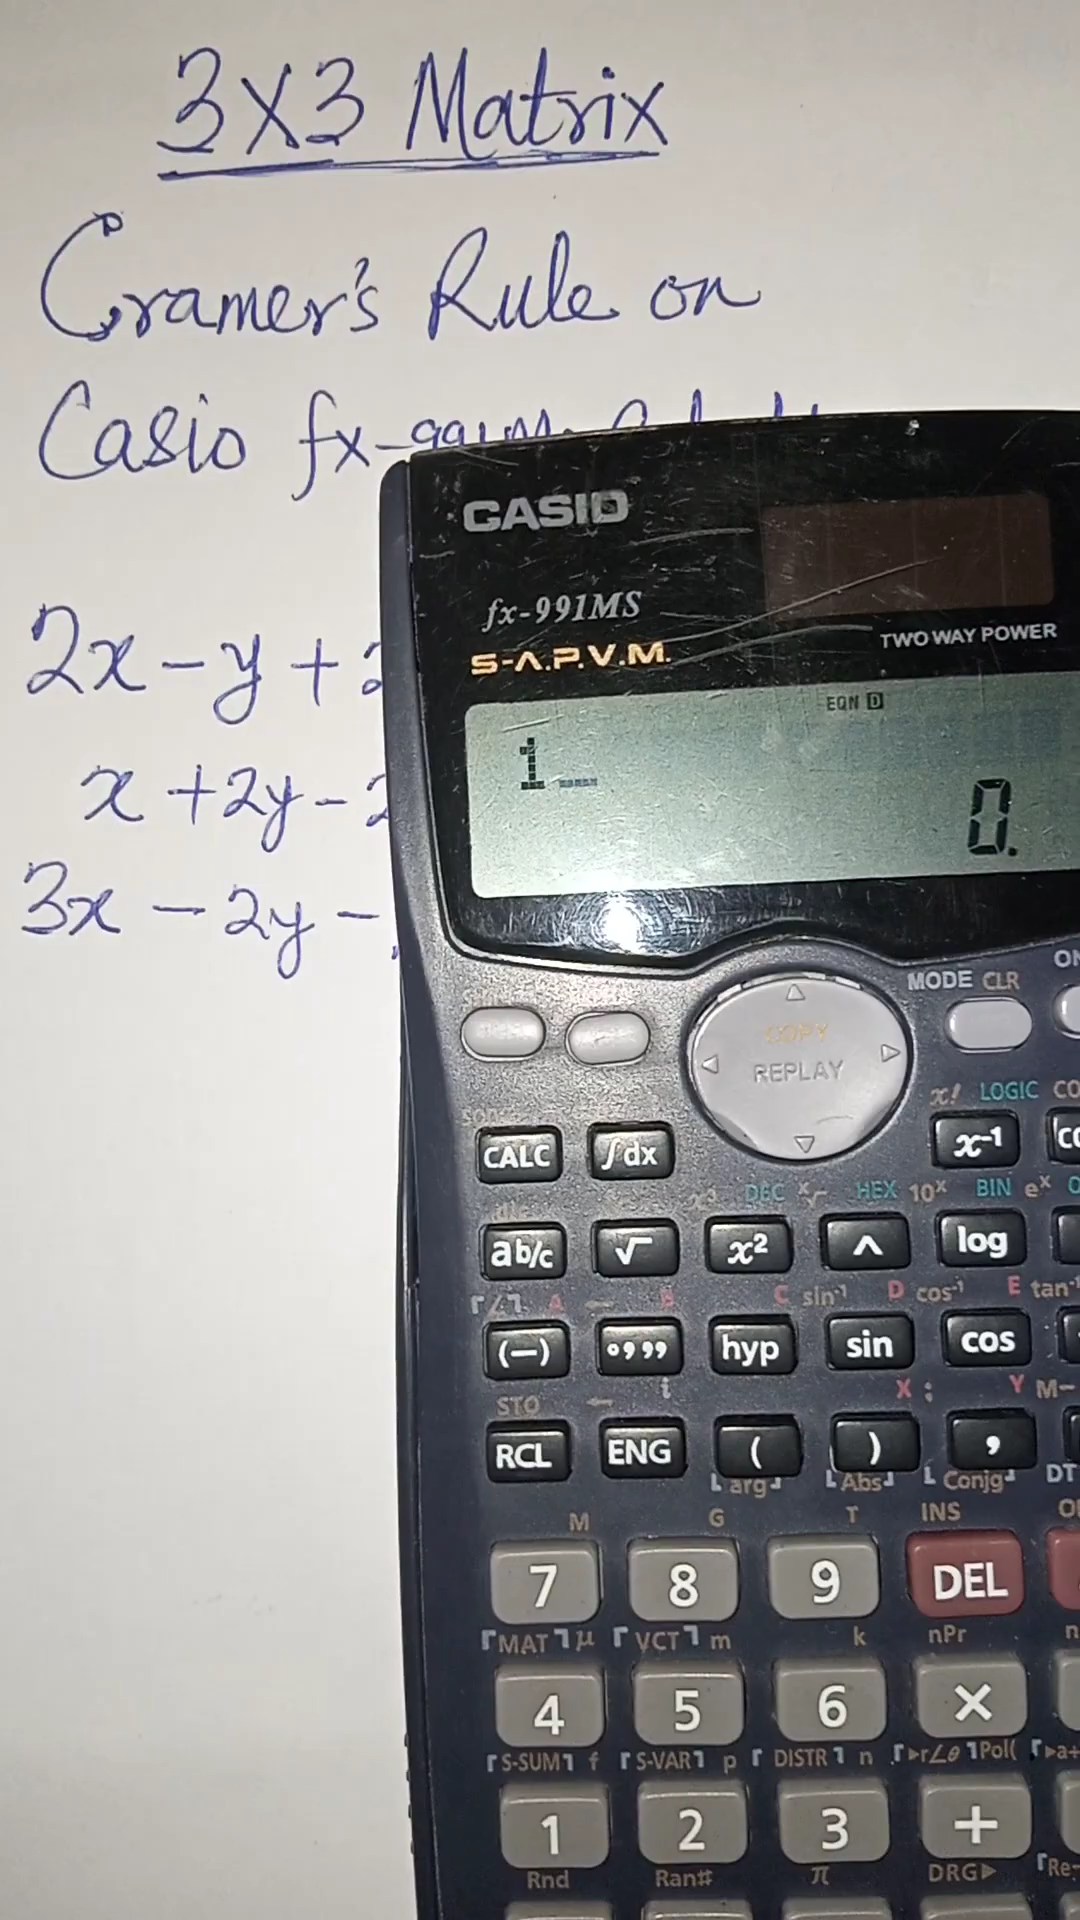 3X3 Matrix
Cramer's Rule on
Casio fx-991M
CASIO
fx-991MS
TWO WAY POWER
S-V.P.A.M.
EQN D
1
0.
2x - y +
x + 2y -
3x - 2y -
MODE CLR
COPY
REPLAY
x! LOGIC
CALC ∫dx x-1
DEC HEX 10x BIN ex
ab/c √ x2 ^ log
A B C sin-1 D cos-1 E
(-) °,,, hyp sin cos
i X ; Y M-
STO
RCL ENG ( ) ,
arg Abs Conjg DT
M G T INS
7 8 9 DEL
MAT μ VCT m k nPr
4 5 6 ×
S-SUM f S-VAR p DISTR n ▸r∠θ Pol(
1 2 3 +
Rnd Ran# π DRG▸